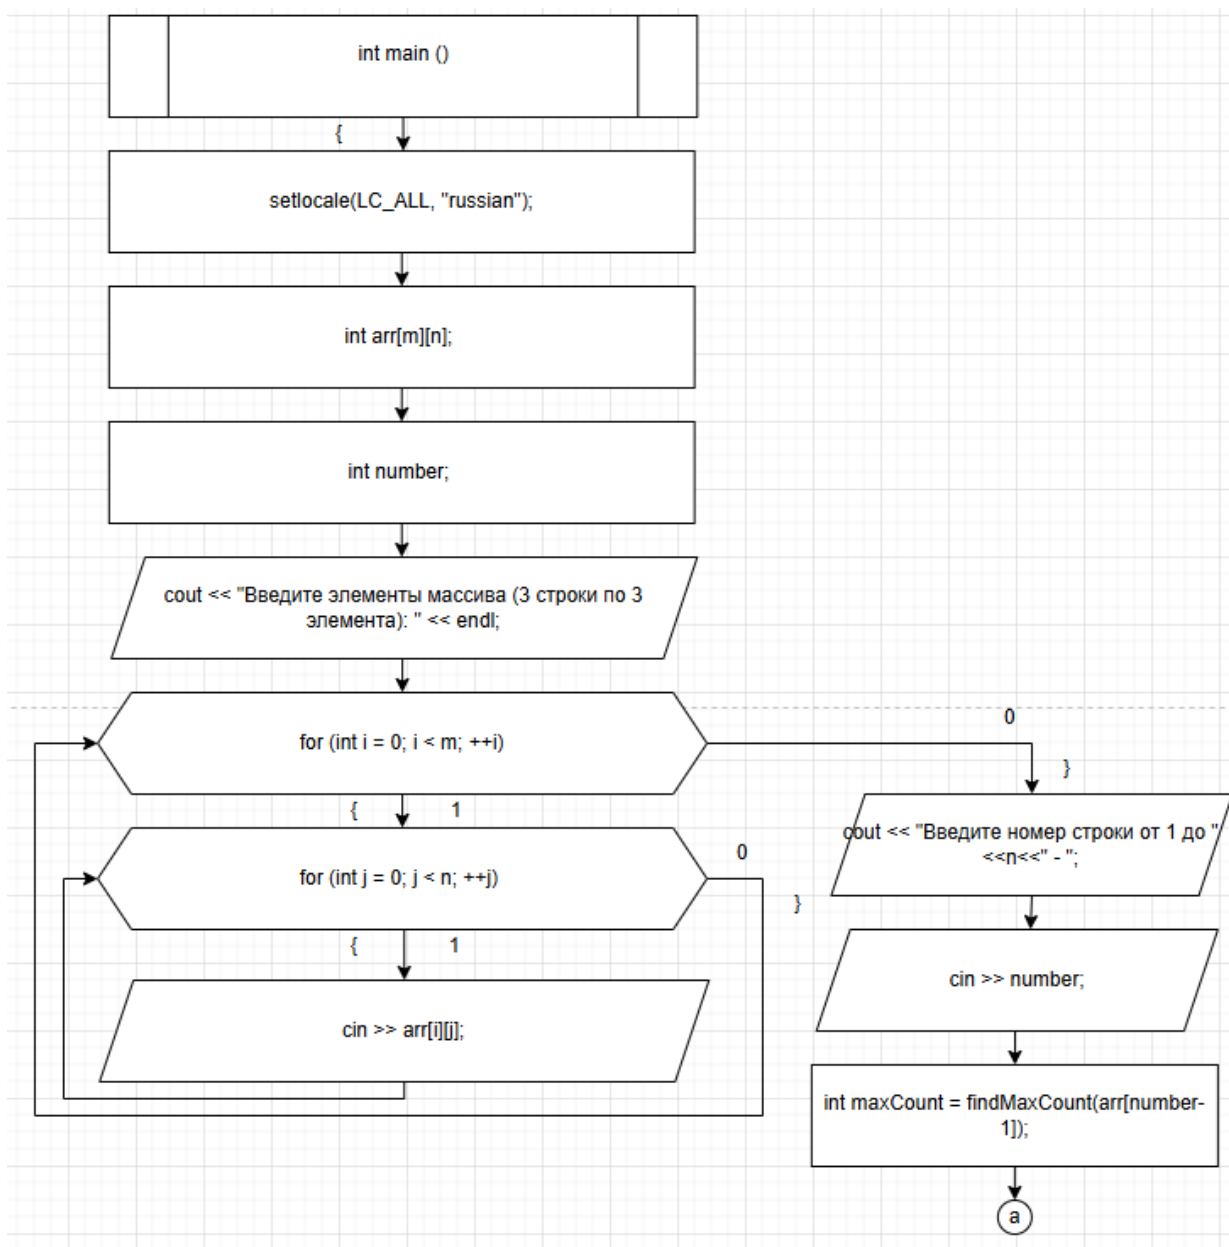 int main ()
{
setlocale(LC_ALL, "russian");
int arr[m][n];
int number;
cout << "Введите элементы массива (3 строки по 3
элемента): " << endl;
for (int i = 0; i < m; ++i)
{ 1
for (int j = 0; j < n; ++j)
0
}
{ 1
cin >> arr[i][j];
0
}
cout << "Введите номер строки от 1 до "
<<n<<" - ";
cin >> number;
int maxCount = findMaxCount(arr[number-
1]);
a